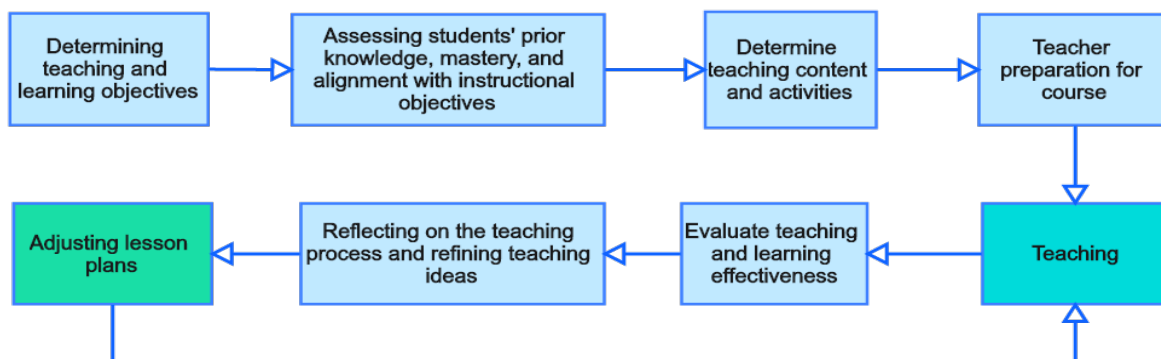 Determining
teaching and
learning objectives
Assessing students' prior
knowledge, mastery, and
alignment with instructional
objectives
Determine
teaching content
and activities
Teacher
preparation for
course
Adjusting lesson
plans
Reflecting on the teaching
process and refining teaching
ideas
Evaluate teaching
and learning
effectiveness
Teaching